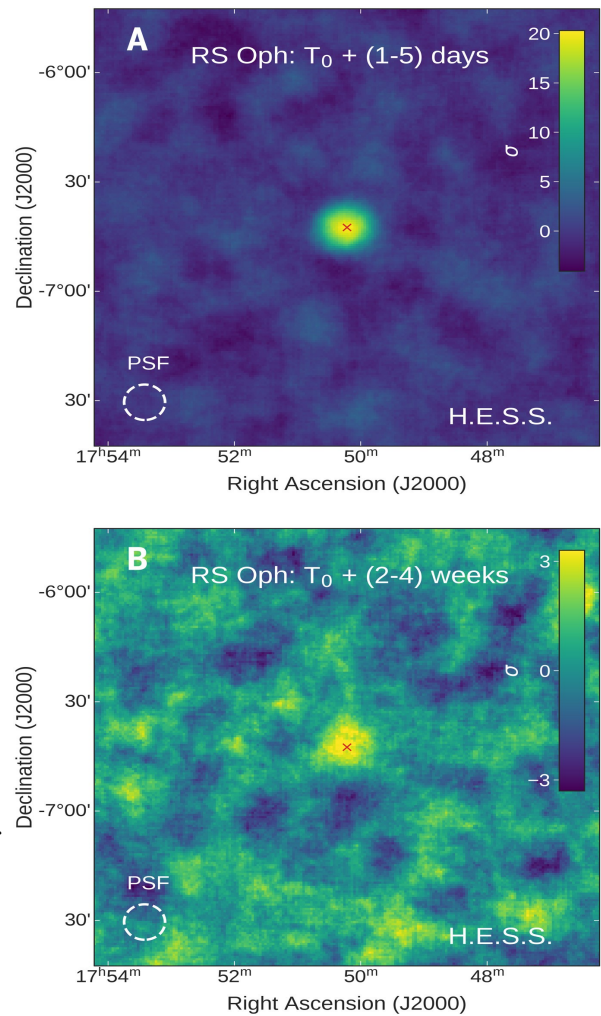 A
RS Oph: T₀ + (1-5) days
20
15
10
5
0
σ
-6°00'
30'
-7°00'
30'
Declination (J2000)
PSF
H.E.S.S.
17ʰ54ᵐ 52ᵐ 50ᵐ 48ᵐ
Right Ascension (J2000)
B
RS Oph: T₀ + (2-4) weeks
3
0
−3
σ
-6°00'
30'
-7°00'
30'
Declination (J2000)
PSF
H.E.S.S.
17ʰ54ᵐ 52ᵐ 50ᵐ 48ᵐ
Right Ascension (J2000)